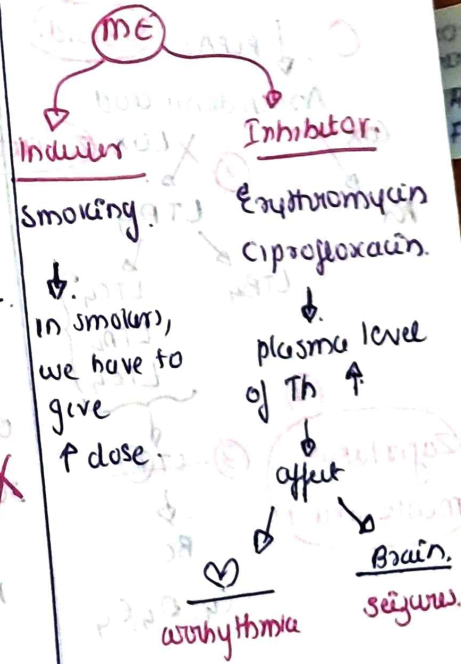 ME
Inducer
Smoking.
In smokers,
we have to
give
↑ dose.
Inhibitor.
Erythromycin
Ciprofloxacin.
plasma level
of Th ↑
affect
arrhythmia
Brain.
seizures.